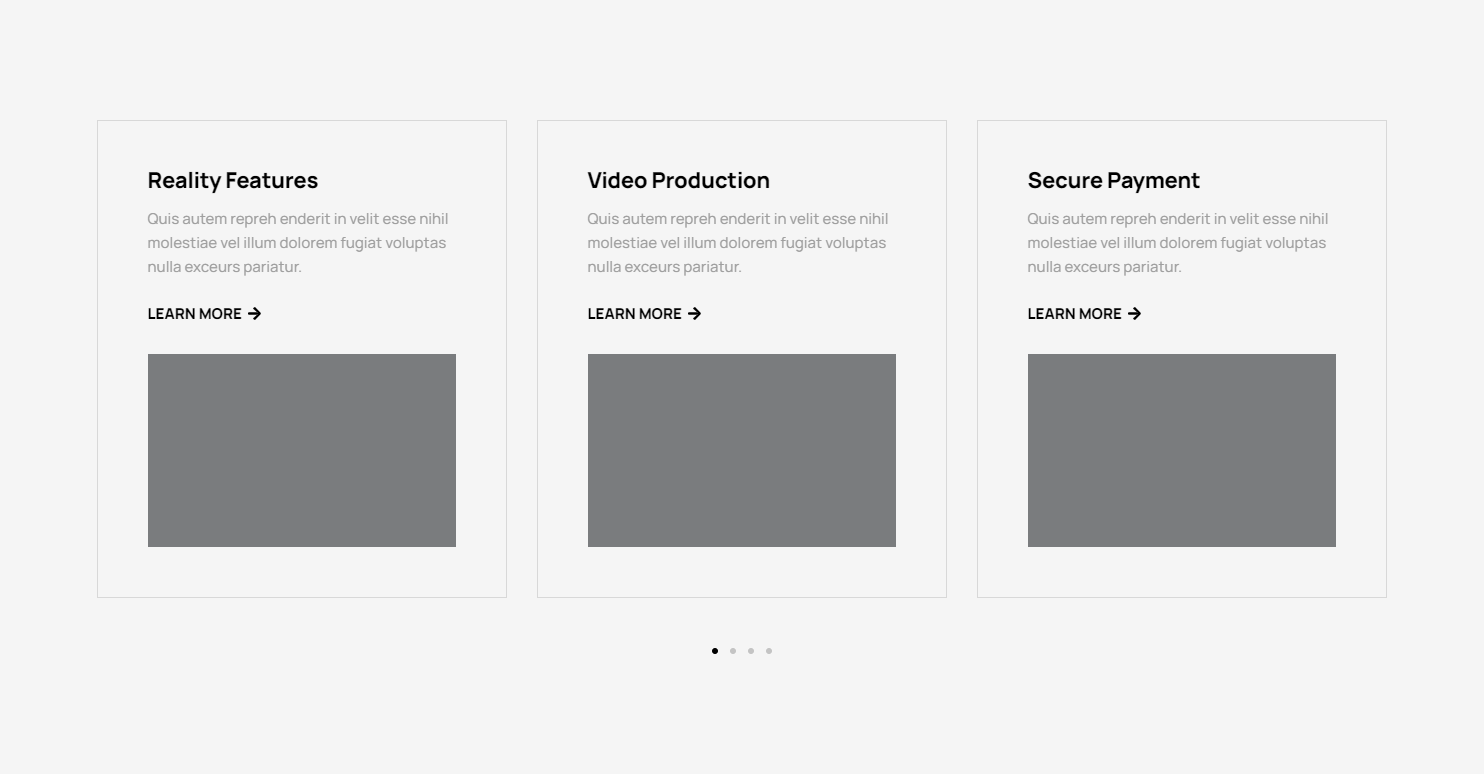 Reality Features
Quis autem repreh enderit in velit esse nihil
molestiae vel illum dolorem fugiat voluptas
nulla exceurs pariatur.
LEARN MORE →
Video Production
Quis autem repreh enderit in velit esse nihil
molestiae vel illum dolorem fugiat voluptas
nulla exceurs pariatur.
LEARN MORE →
Secure Payment
Quis autem repreh enderit in velit esse nihil
molestiae vel illum dolorem fugiat voluptas
nulla exceurs pariatur.
LEARN MORE →